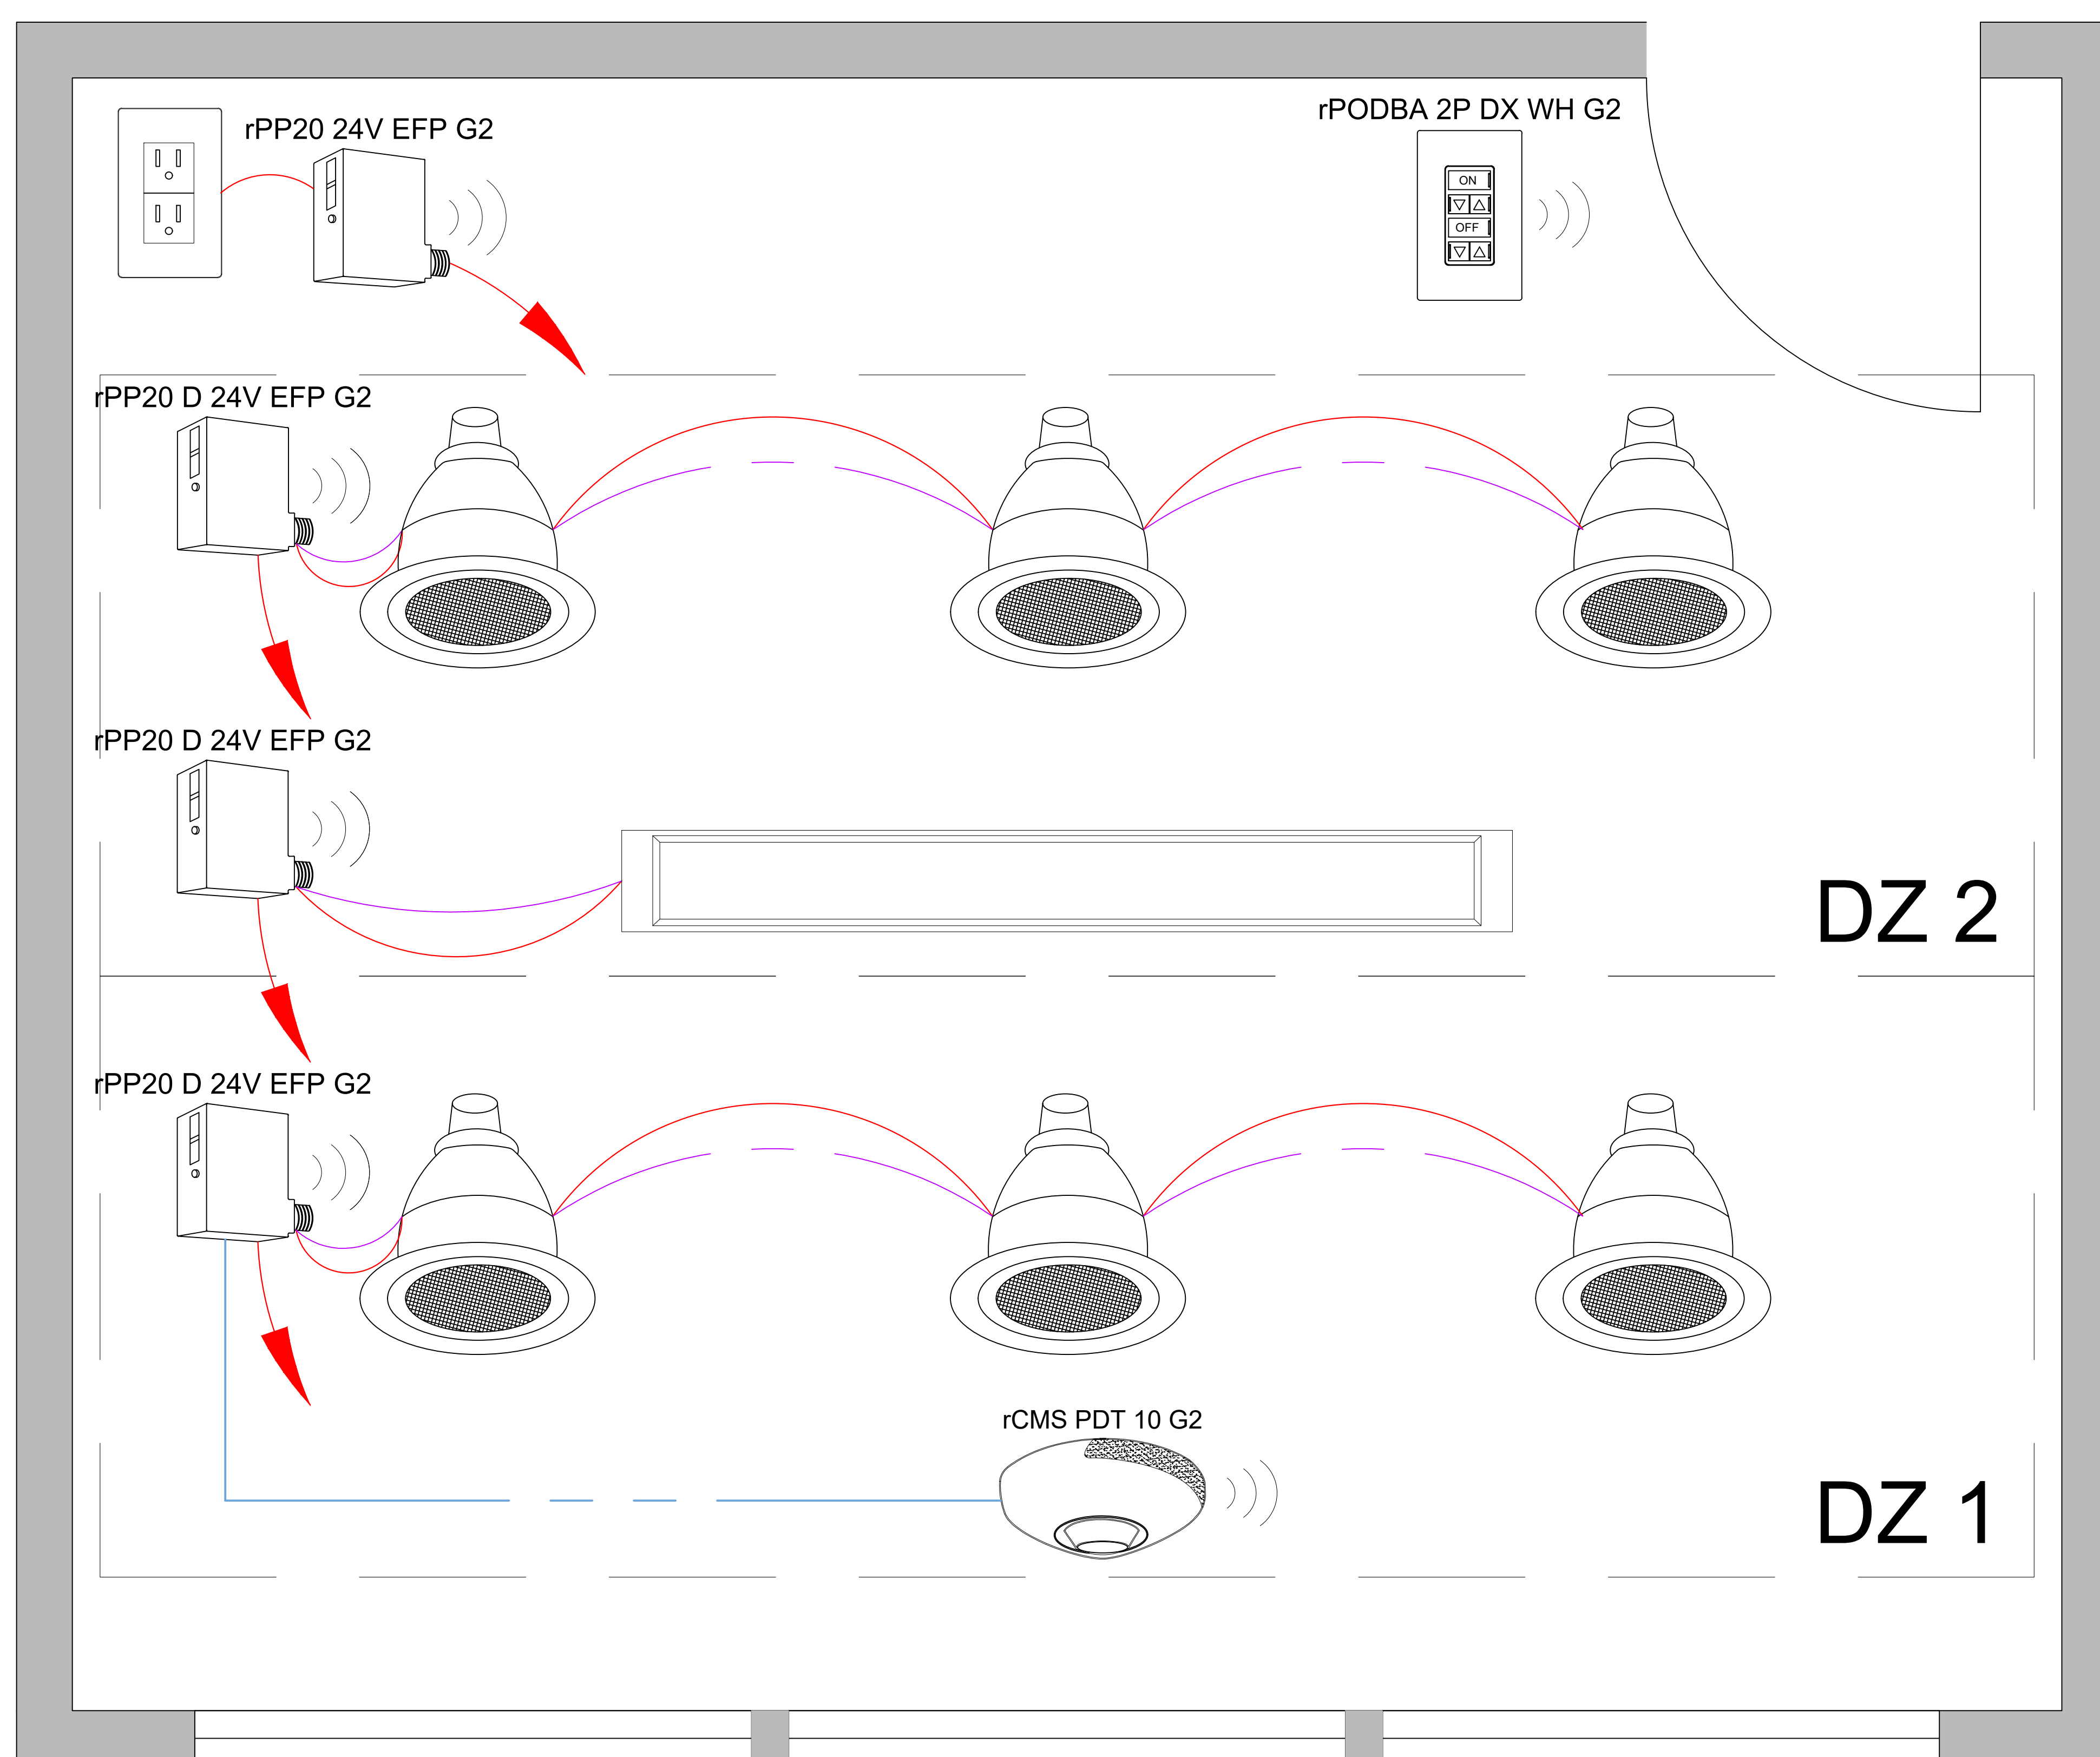 rPP20 24V EFP G2
rPODBA 2P DX WH G2
ON
OFF
rPP20 D 24V EFP G2
rPP20 D 24V EFP G2
DZ 2
rPP20 D 24V EFP G2
rCMS PDT 10 G2
DZ 1